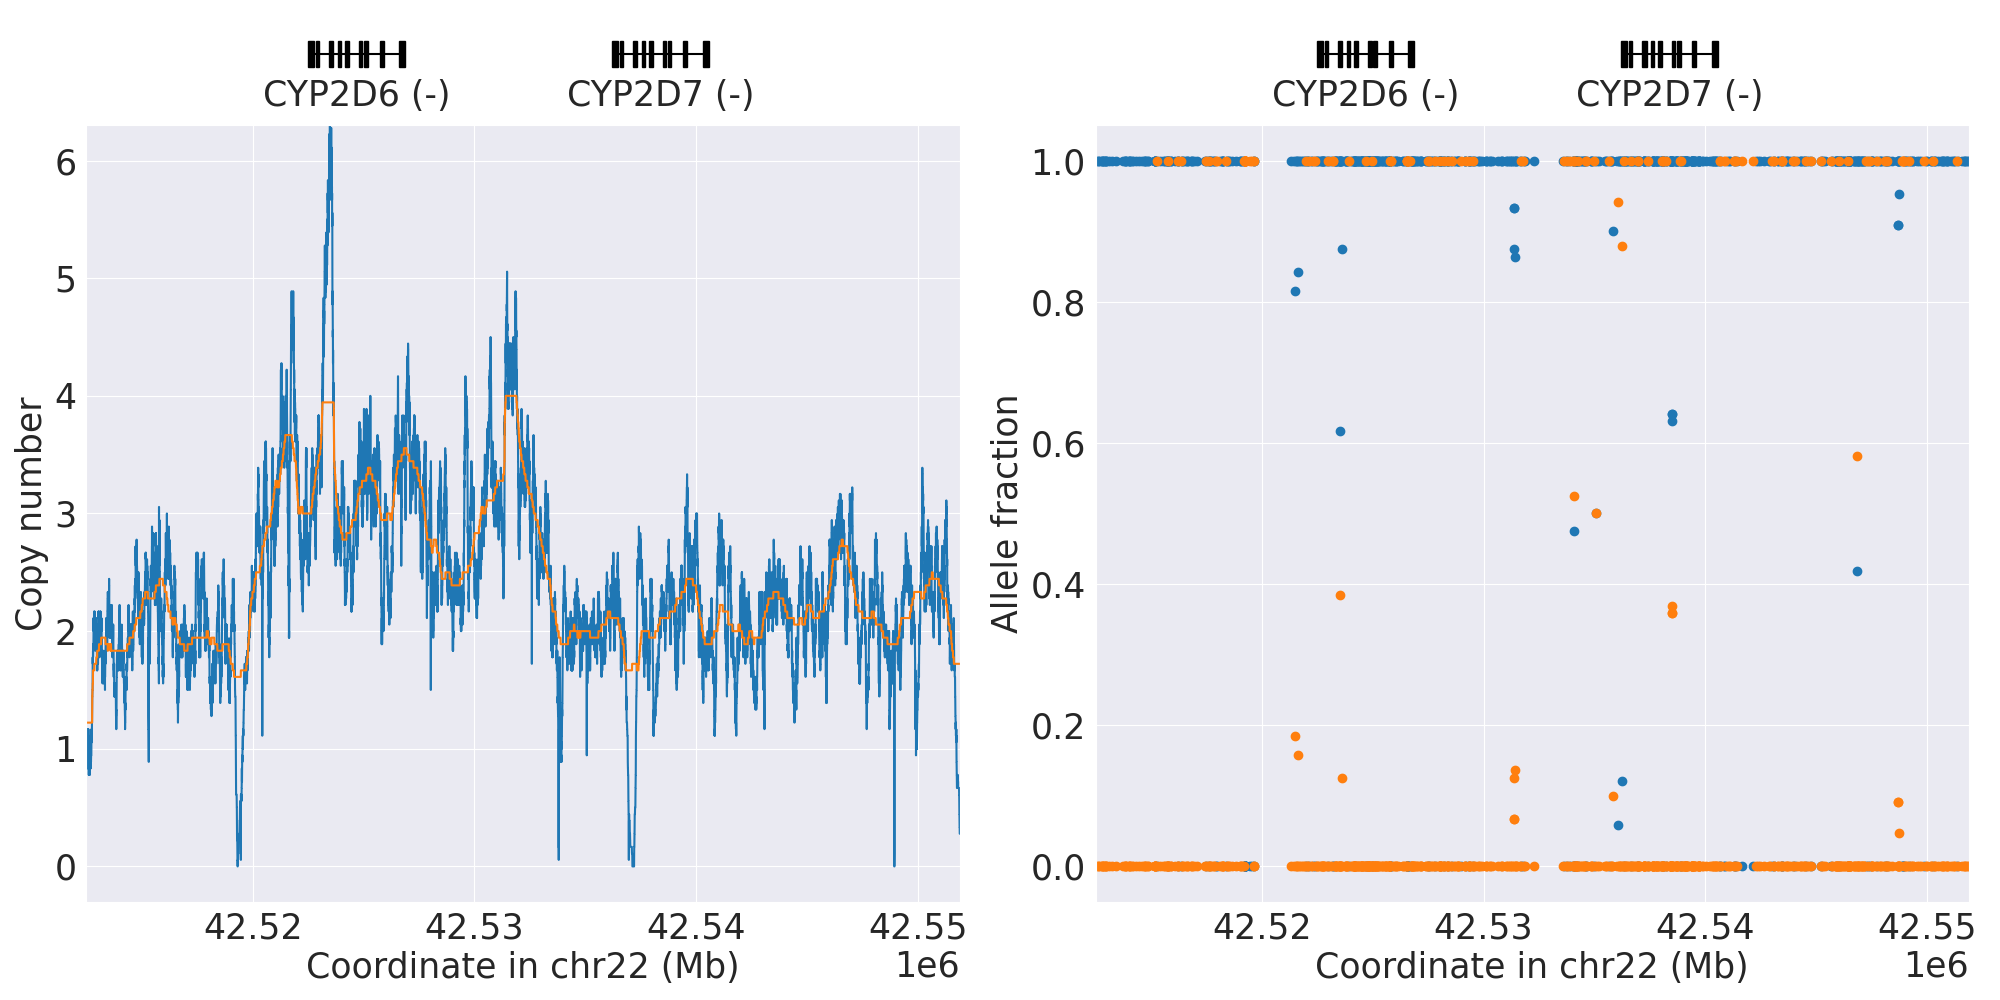 CYP2D6 (-) CYP2D7 (-)
6
5
4
3
2
1
0
Copy number
42.52 42.53 42.54 42.55
Coordinate in chr22 (Mb)
1e6
CYP2D6 (-) CYP2D7 (-)
1.0
0.8
0.6
0.4
0.2
0.0
Allele fraction
42.52 42.53 42.54 42.55
Coordinate in chr22 (Mb)
1e6